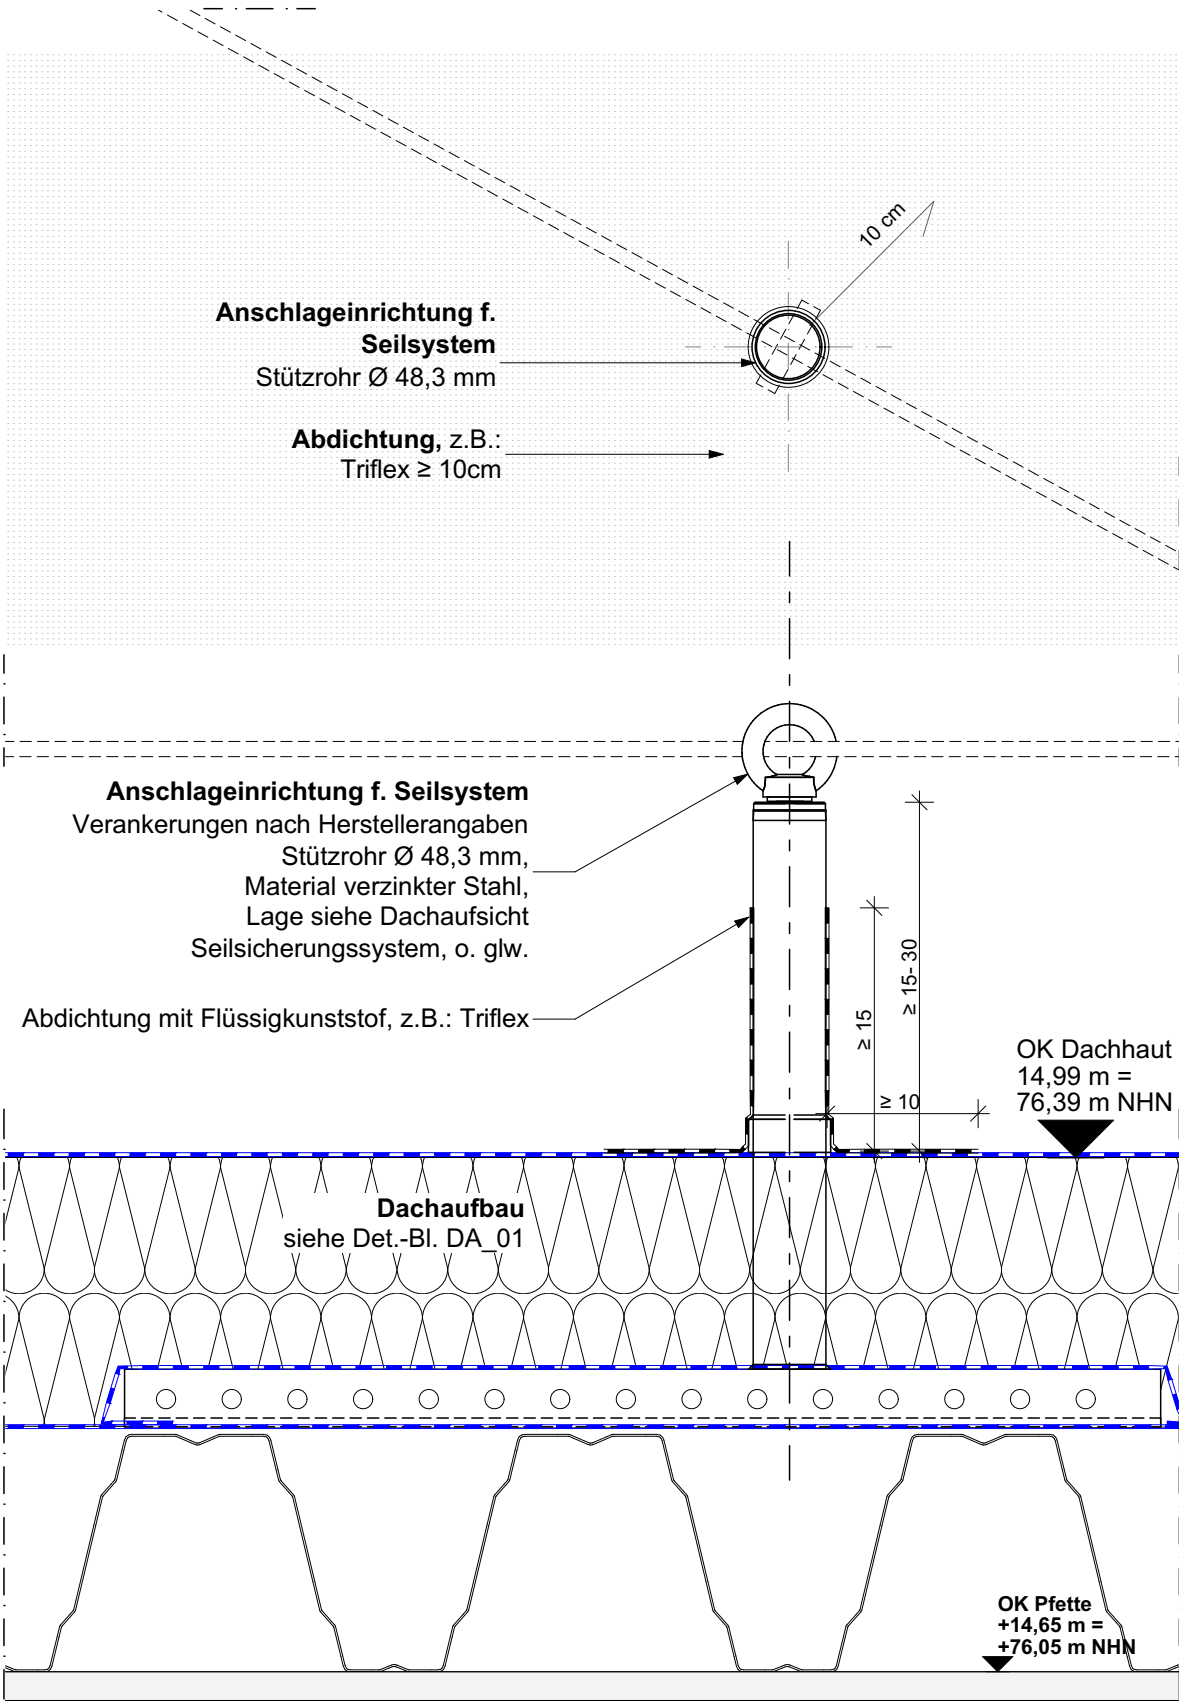 10 cm
Anschlageinrichtung f.
Seilsystem
Stützrohr Ø 48,3 mm
Abdichtung, z.B.:
Triflex ≥ 10cm
Anschlageinrichtung f. Seilsystem
Verankerungen nach Herstellerangaben
Stützrohr Ø 48,3 mm,
Material verzinkter Stahl,
Lage siehe Dachaufsicht
Seilsicherungssystem, o. glw.
Abdichtung mit Flüssigkunststof, z.B.: Triflex
≥ 15
≥ 15- 30
≥ 10
OK Dachhaut
14,99 m =
76,39 m NHN
Dachaufbau
siehe Det.-Bl. DA_01
OK Pfette
+14,65 m =
+76,05 m NHN